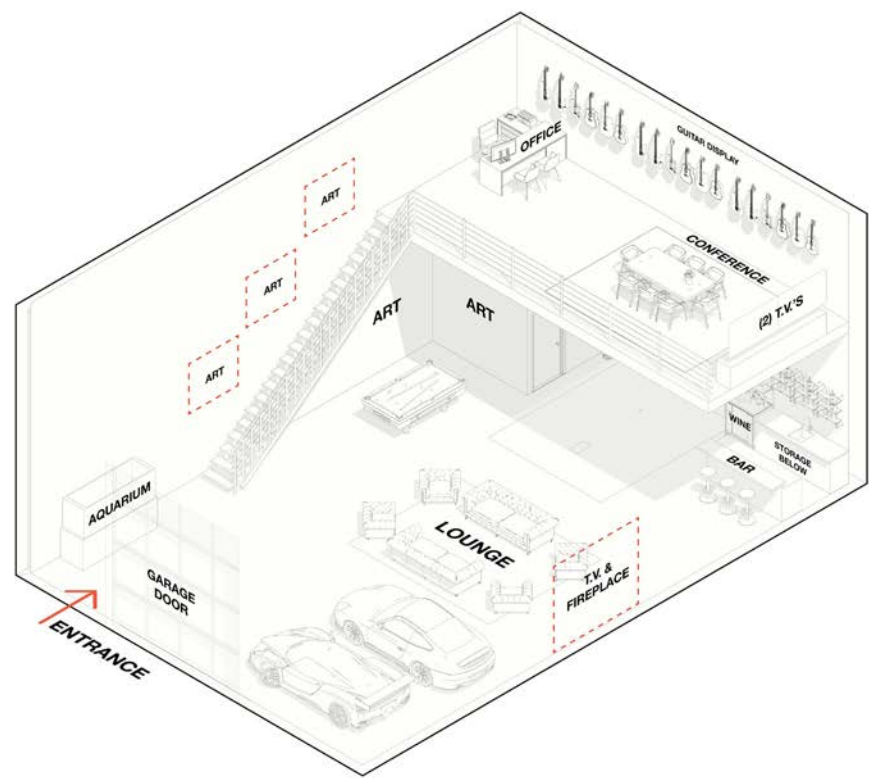 OFFICE
GUITAR DISPLAY
ART
CONFERENCE
ART
ART
ART
(2) T.V.'S
ART
WINE
STORAGE
BELOW
BAR
AQUARIUM
LOUNGE
T.V. &
FIREPLACE
GARAGE
DOOR
ENTRANCE